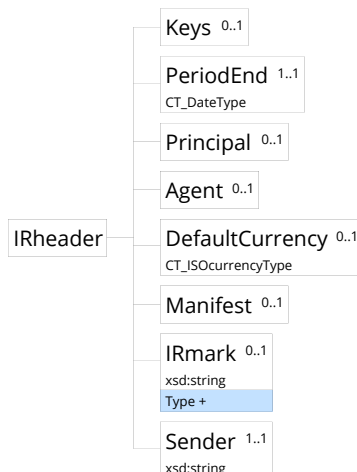 Keys 0..1
PeriodEnd 1..1
CT_DateType
Principal 0..1
Agent 0..1
IRheader
DefaultCurrency 0..1
CT_ISOcurrencyType
Manifest 0..1
IRmark 0..1
xsd:string
Type +
Sender 1..1
xsd:string